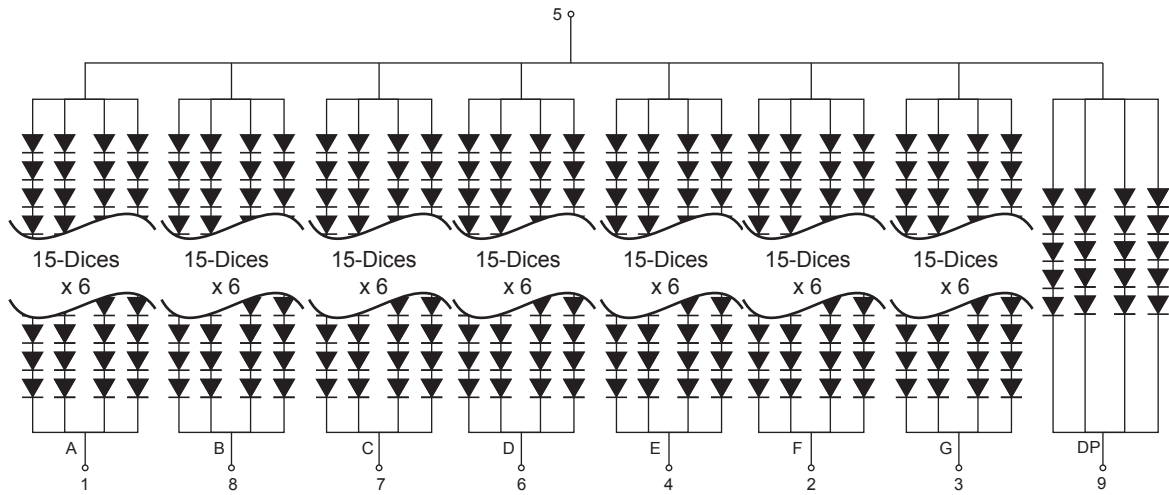 5
15-Dices 15-Dices 15-Dices 15-Dices 15-Dices 15-Dices 15-Dices
x 6 x 6 x 6 x 6 x 6 x 6 x 6
A B C D E F G DP
1 8 7 6 4 2 3 9